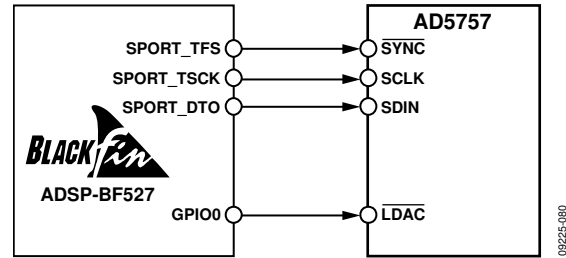 AD5757
SPORT_TFS SYNC
SPORT_TSCK SCLK
SPORT_DTO SDIN
BLACKfin
ADSP-BF527
GPIO0 LDAC
09225-080